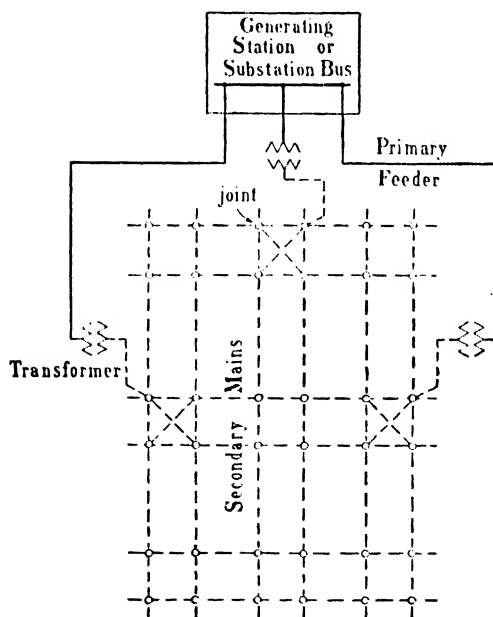 Generating
Station or
Substation Bus
Primary
Feeder
joint
Transformer
Mains
Secondary